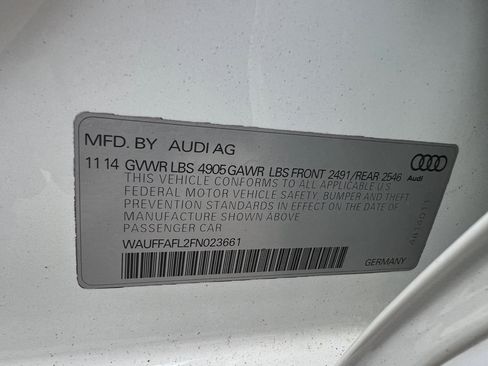 MFD. BY AUDI AG
11 14 GVWR LBS 4905 GAWR LBS FRONT 2491/REAR 2546
Audi
THIS VEHICLE CONFORMS TO ALL APPLICABLE U.S
FEDERAL MOTOR VEHICLE SAFETY, BUMPER AND THEFT
PREVENTION STANDARDS IN EFFECT ON THE DATE OF
MANUFACTURE SHOWN ABOVE
PASSENGER CAR
WAUFFAFL2FN023661
GERMANY